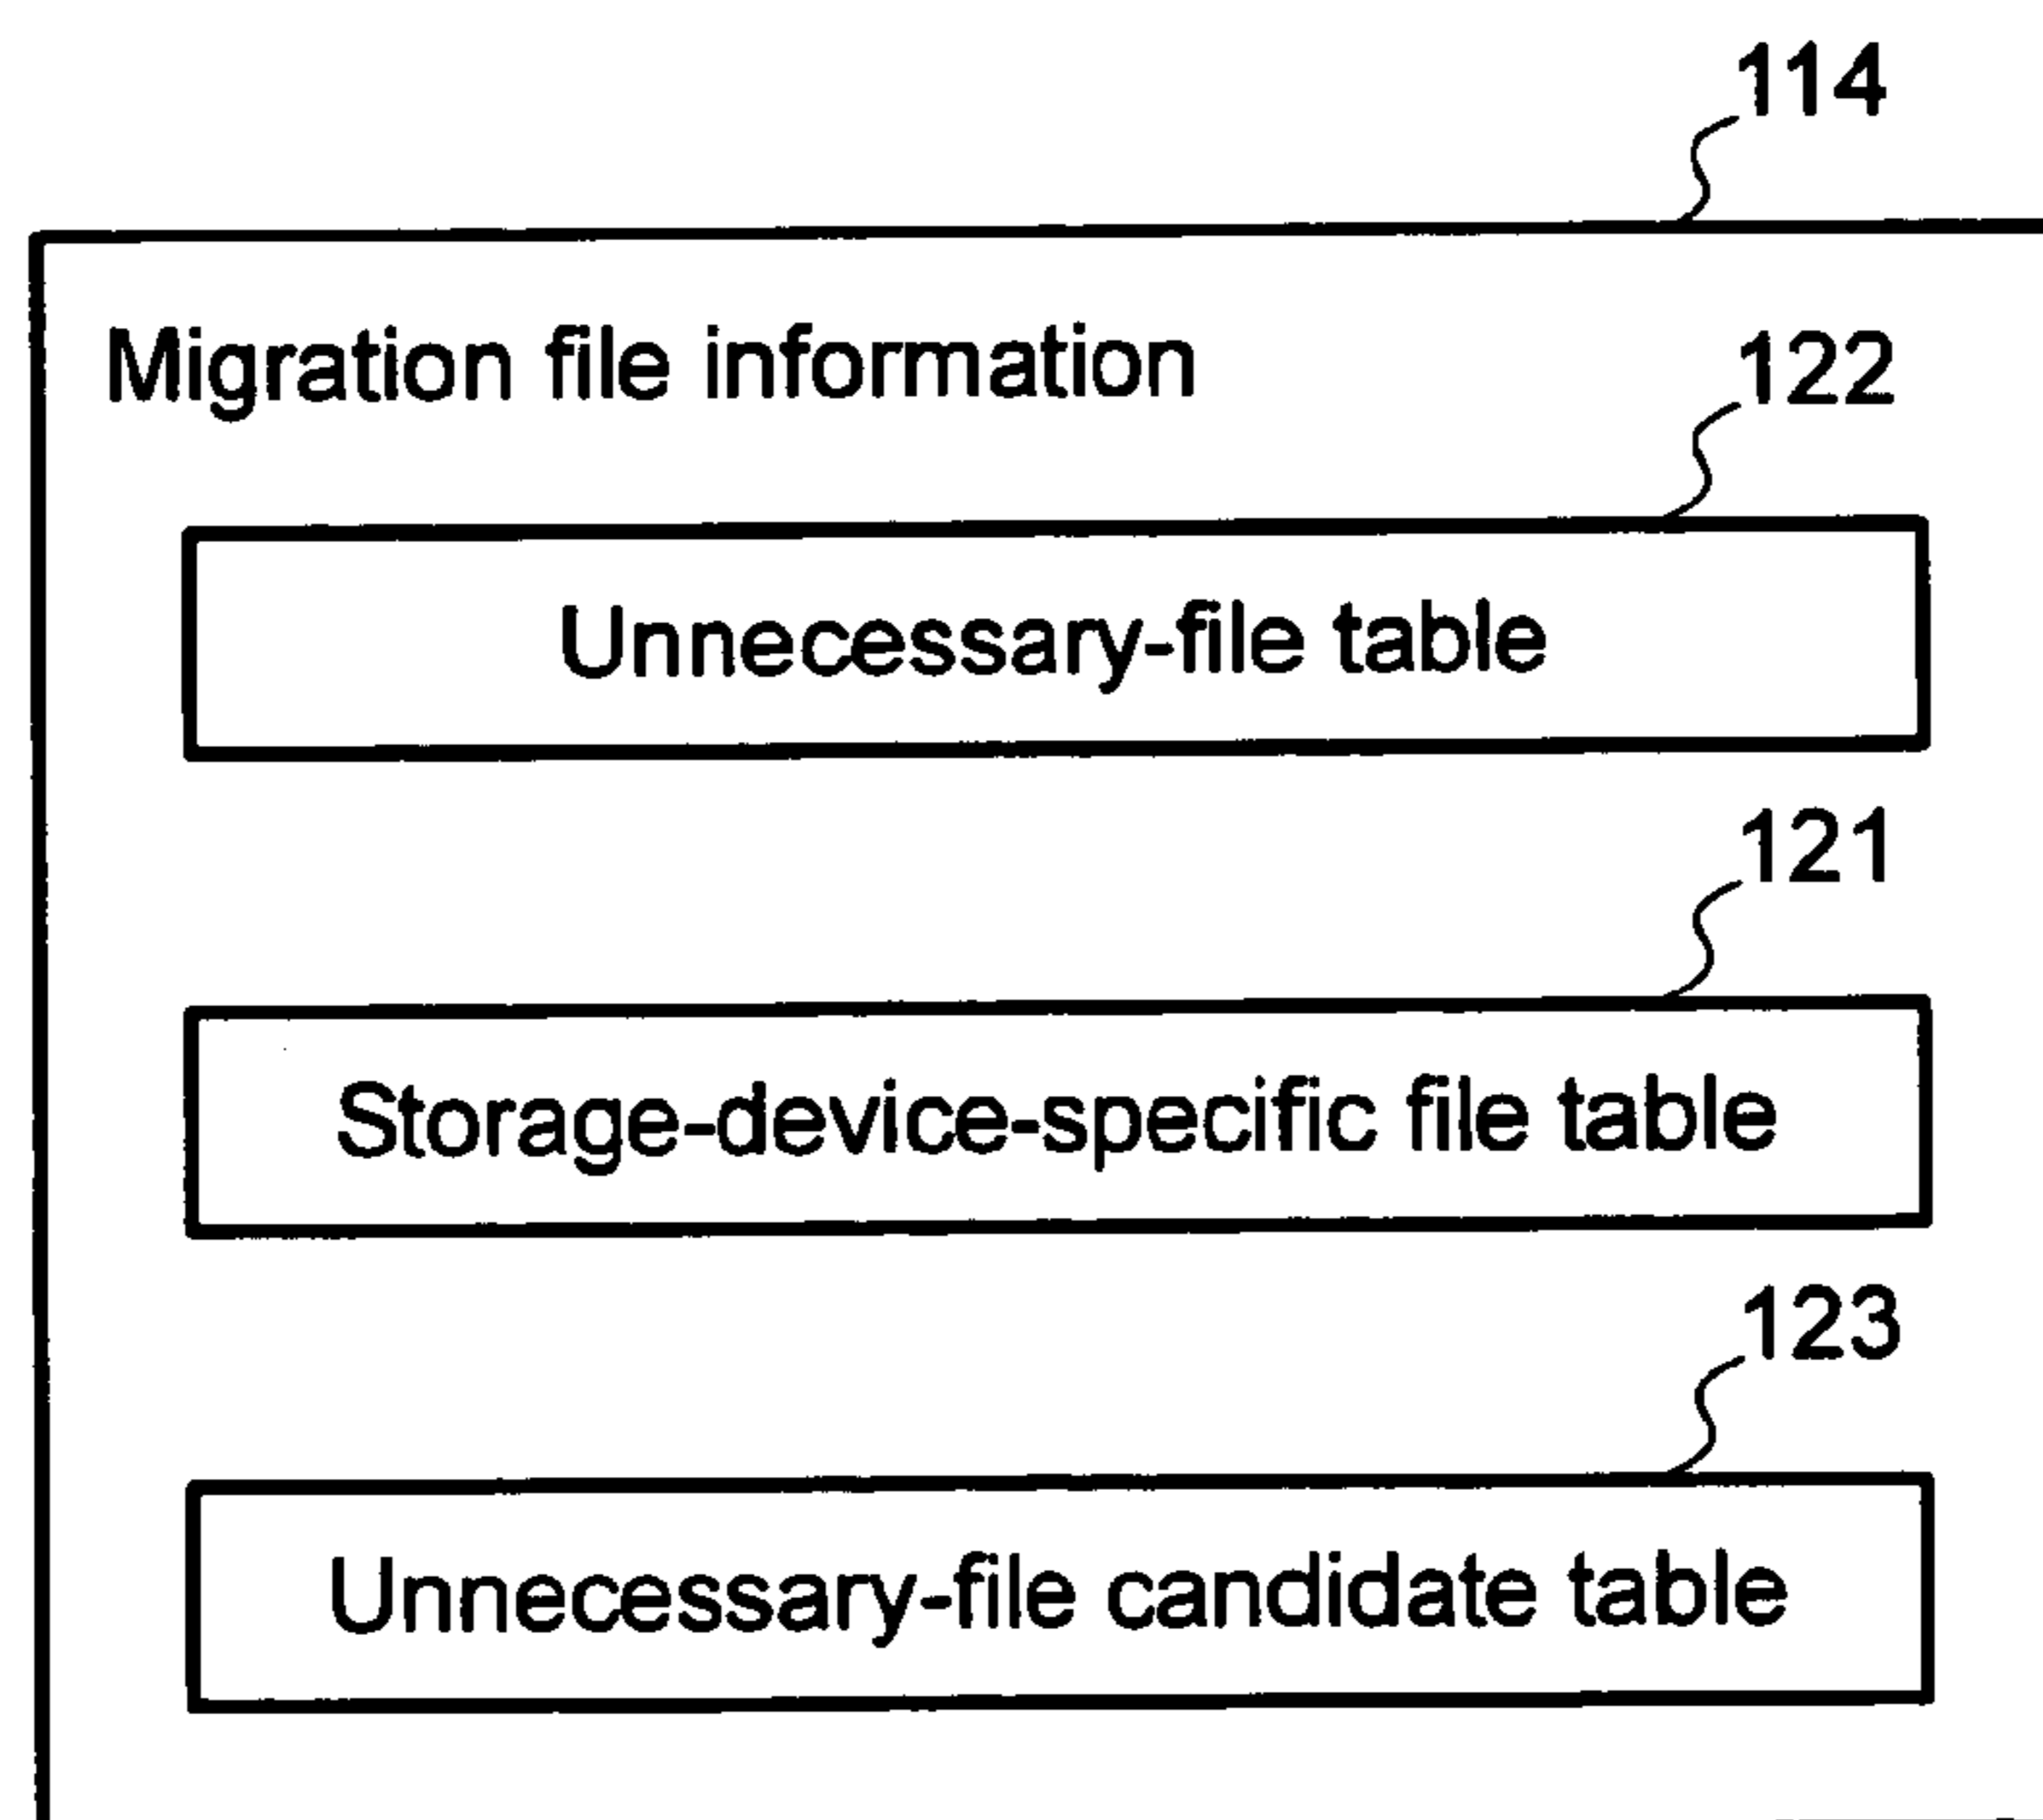 114
Migration file information
122
Unnecessary-file table
121
Storage-device-specific file table
123
Unnecessary-file candidate table